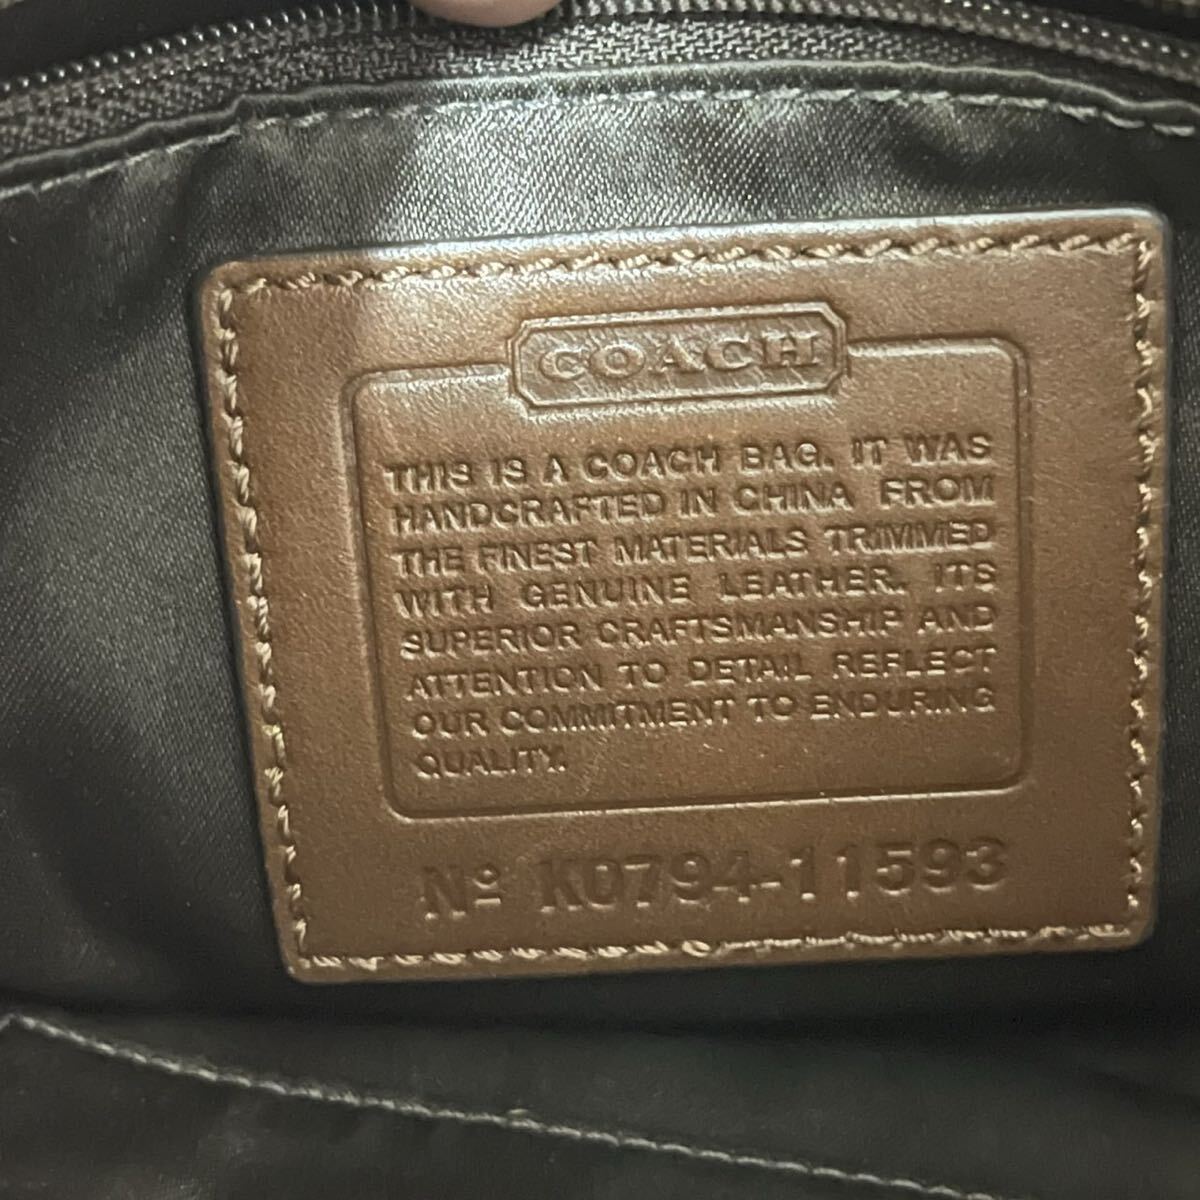 COACH
THIS IS A COACH BAG. IT WAS
HANDCRAFTED IN CHINA FROM
THE FINEST MATERIALS TRIMMED
WITH GENUINE LEATHER. ITS
SUPERIOR CRAFTSMANSHIP AND
ATTENTION TO DETAIL REFLECT
OUR COMMITMENT TO ENDURING
QUALITY.
Nº K0794-11593